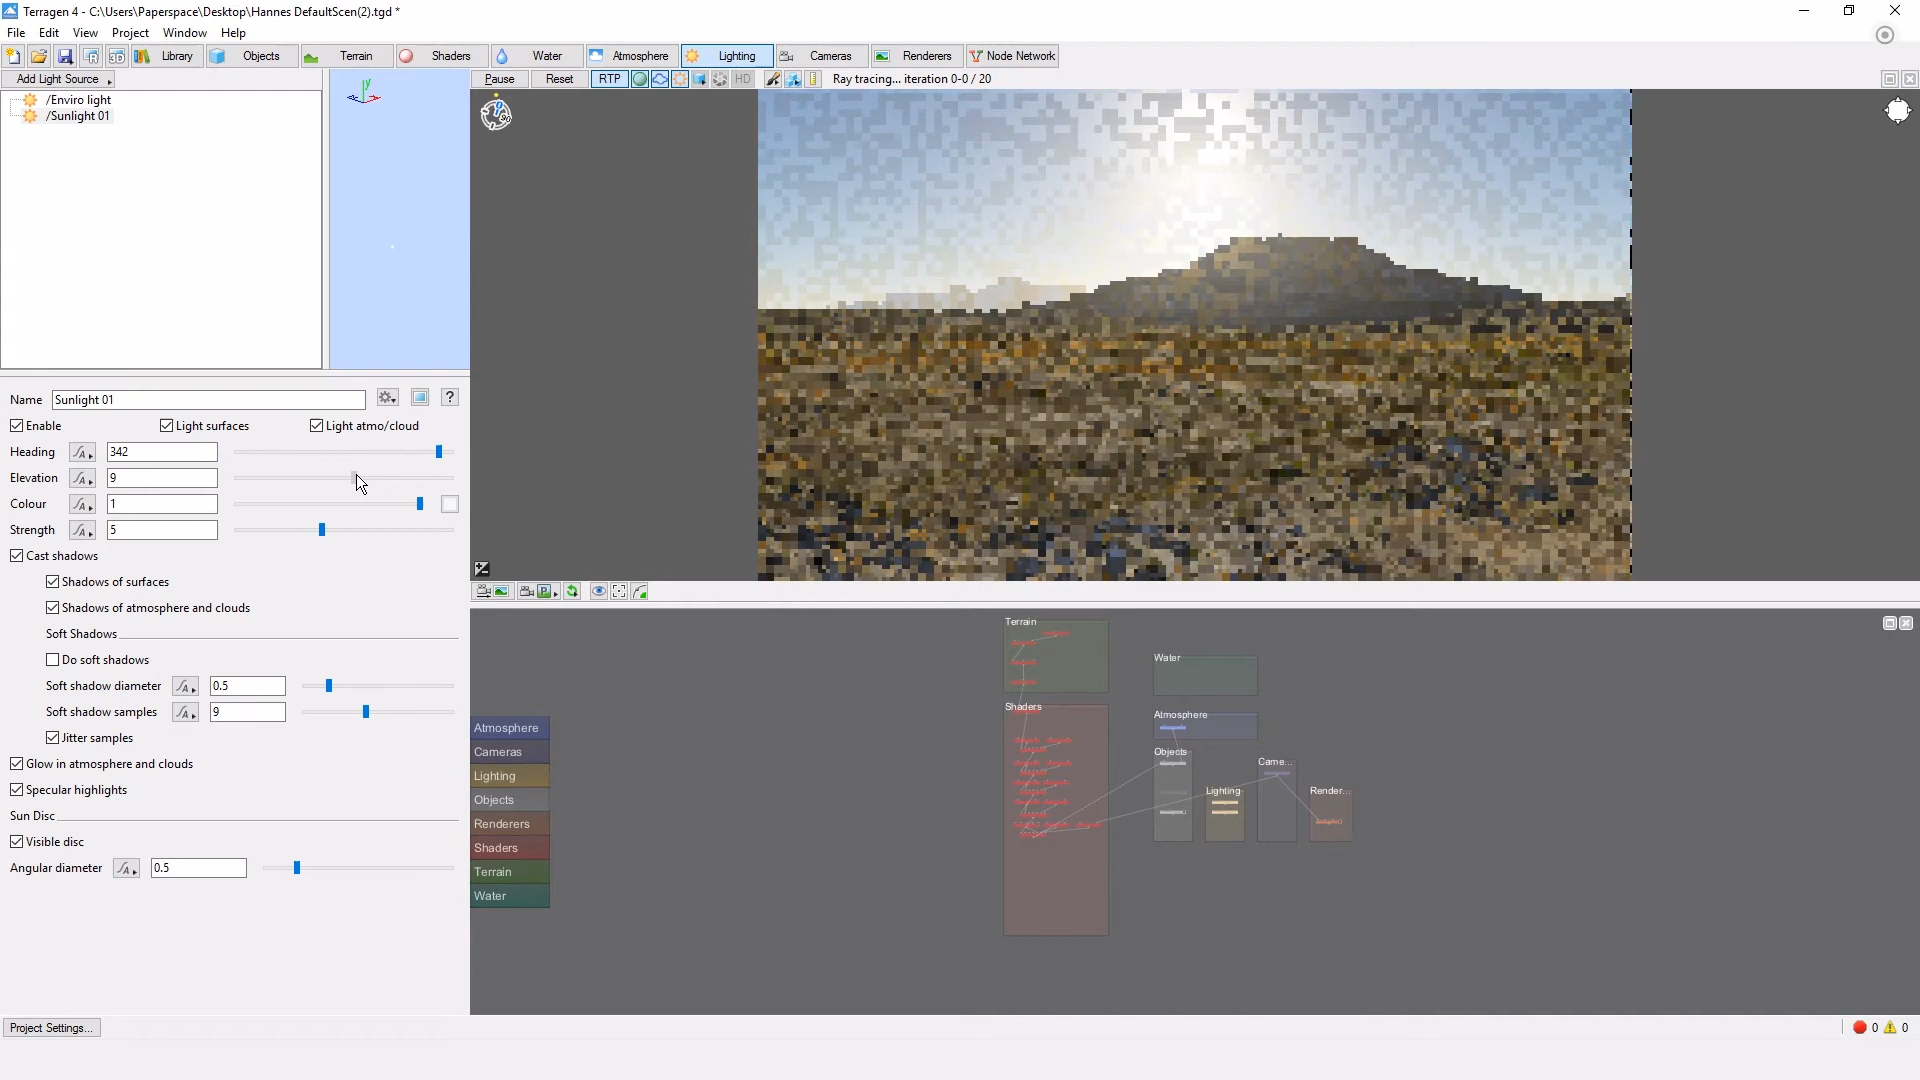 Terragen 4 - C:\Users\Paperspace\Desktop\Hannes DefaultScen(2).tgd *
File Edit View Project Window Help
Library Objects Terrain Shaders Water Atmosphere Lighting Cameras Renderers Node Network
Add Light Source
Pause Reset RTP HD Ray tracing... iteration 0-0 / 20
/Enviro light
/Sunlight 01
Name Sunlight 01 ?
Enable Light surfaces Light atmo/cloud
Heading 342
Elevation 9
Colour 1
Strength 5
Cast shadows
Shadows of surfaces
Shadows of atmosphere and clouds
Soft Shadows
Do soft shadows
Soft shadow diameter 0.5
Soft shadow samples 9
Jitter samples
Glow in atmosphere and clouds
Specular highlights
Sun Disc
Visible disc
Angular diameter 0.5
Project Settings...
Atmosphere
Cameras
Lighting
Objects
Renderers
Shaders
Terrain
Water
Terrain
Water
Shaders
Atmosphere
Objects
Came...
Lighting
Render...
0 0